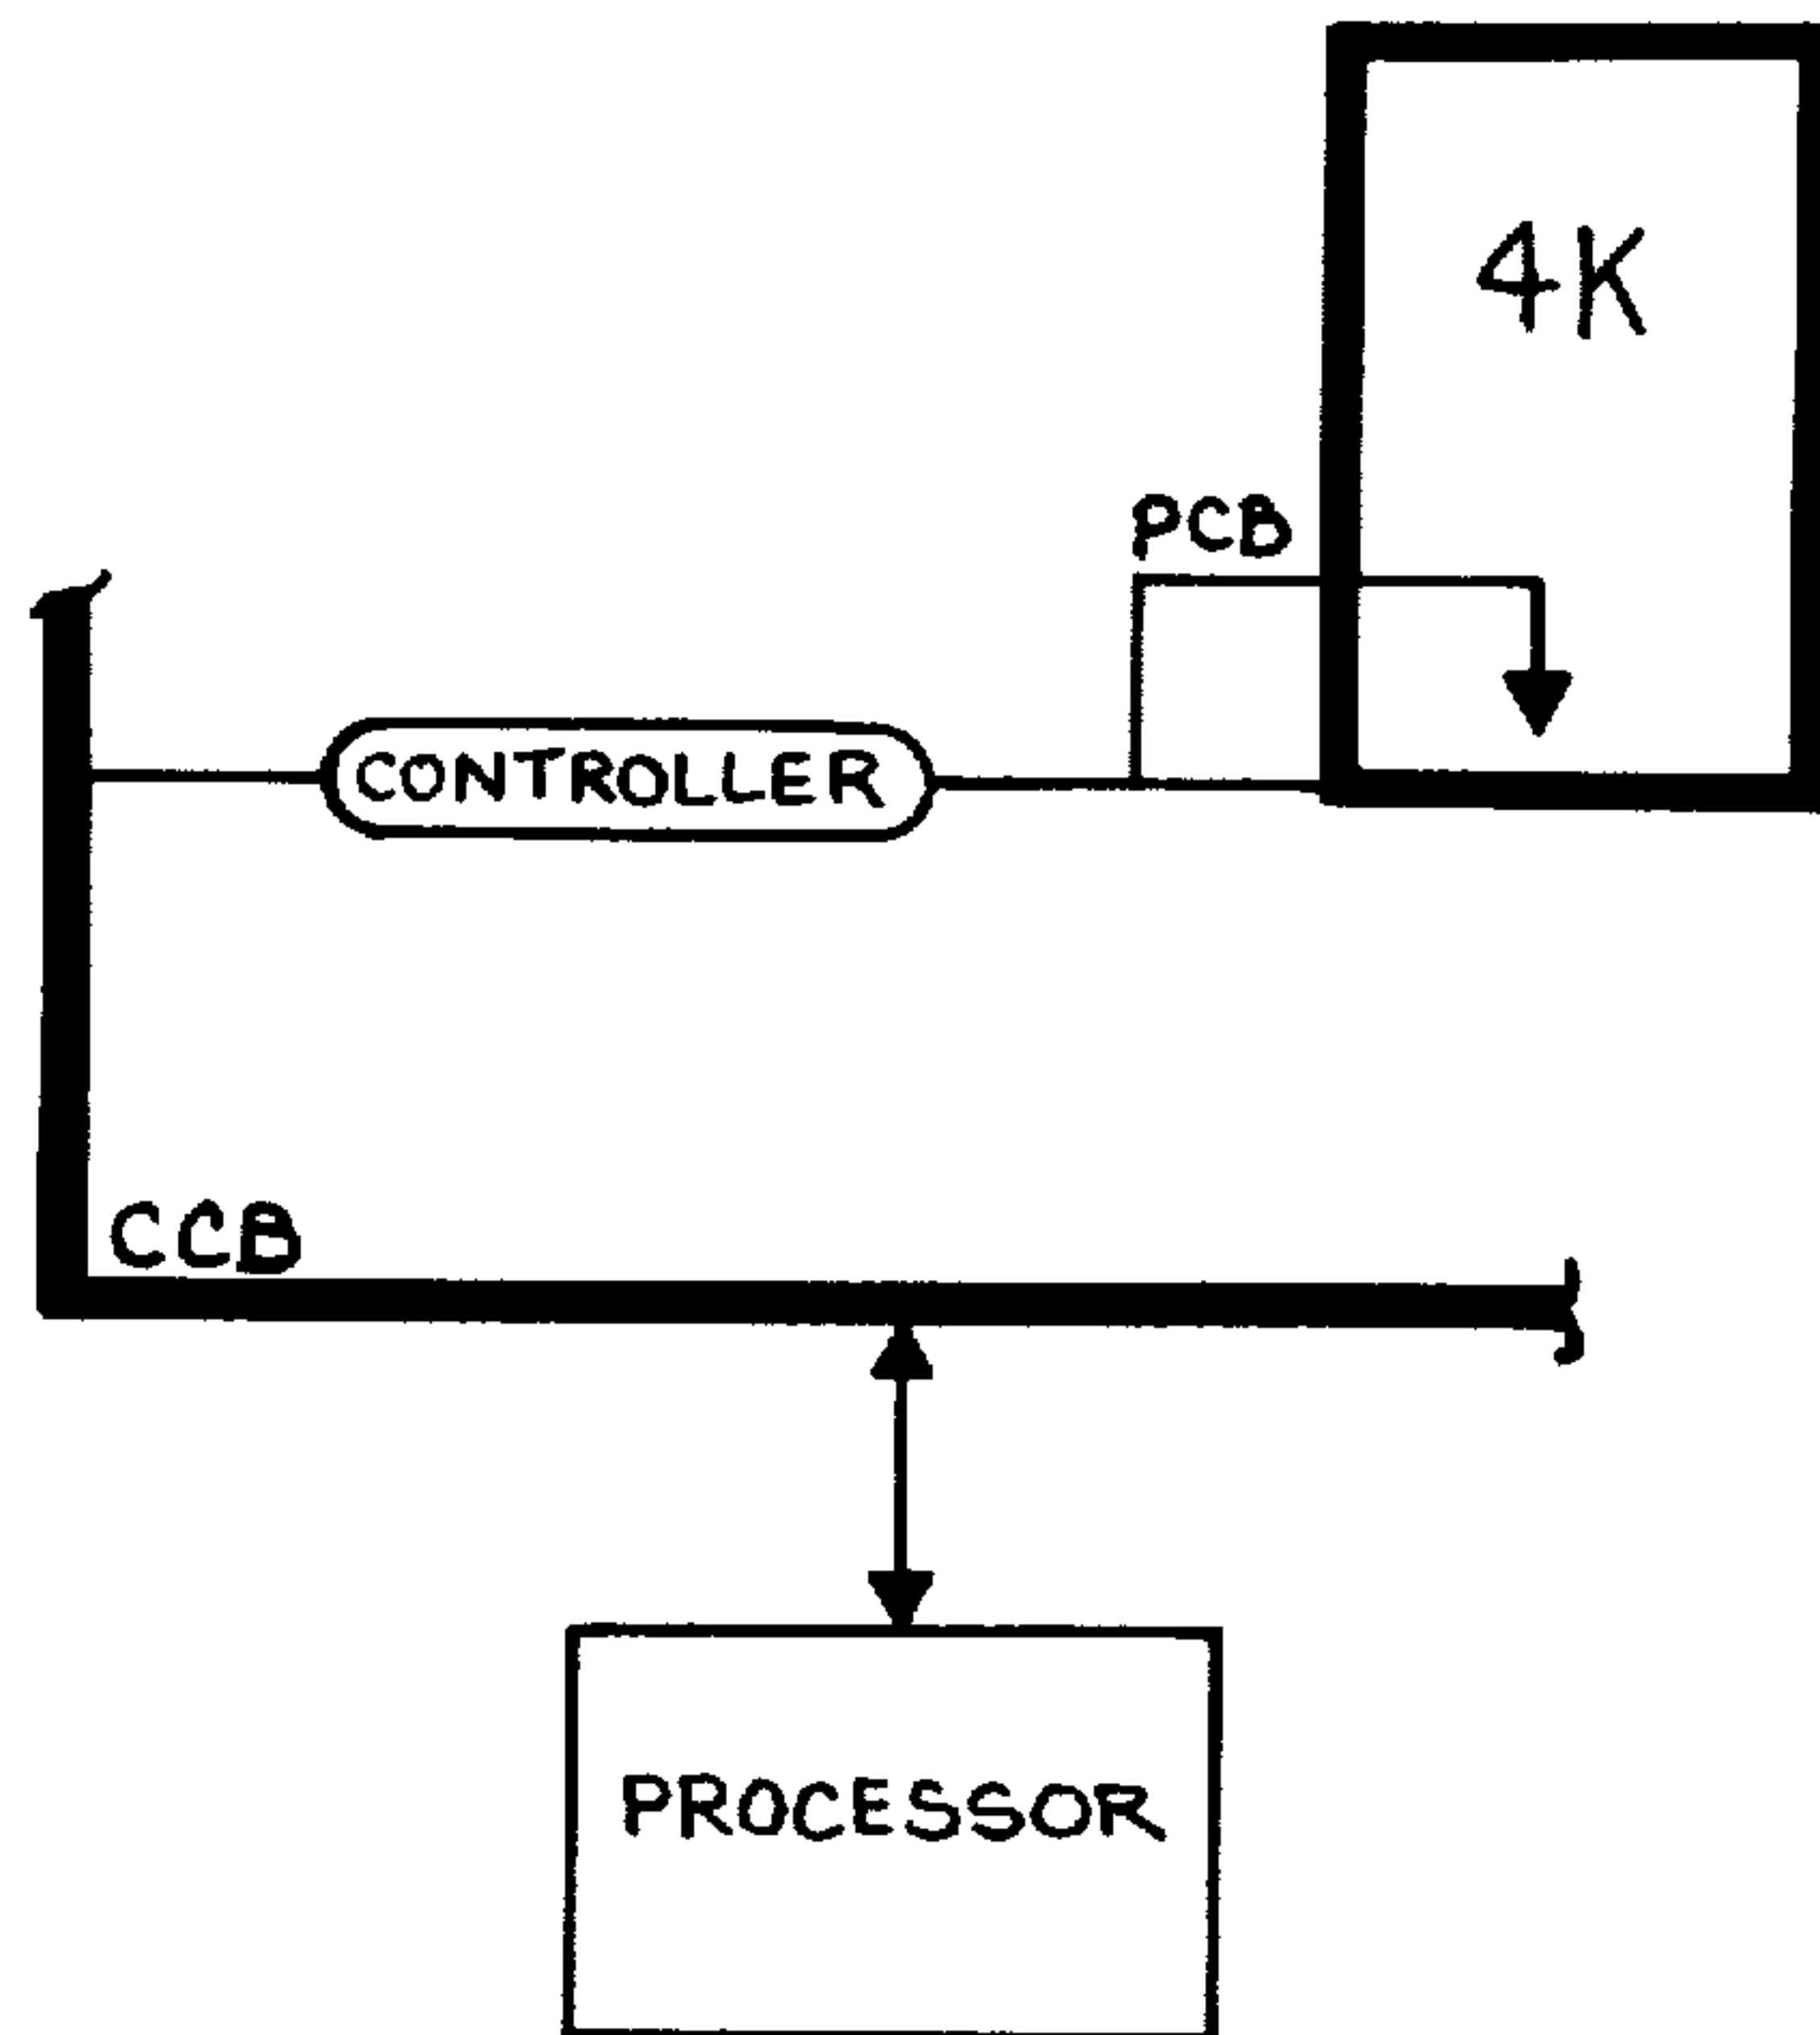 4K
PCB
CONTROLLER
CCB
PROCESSOR